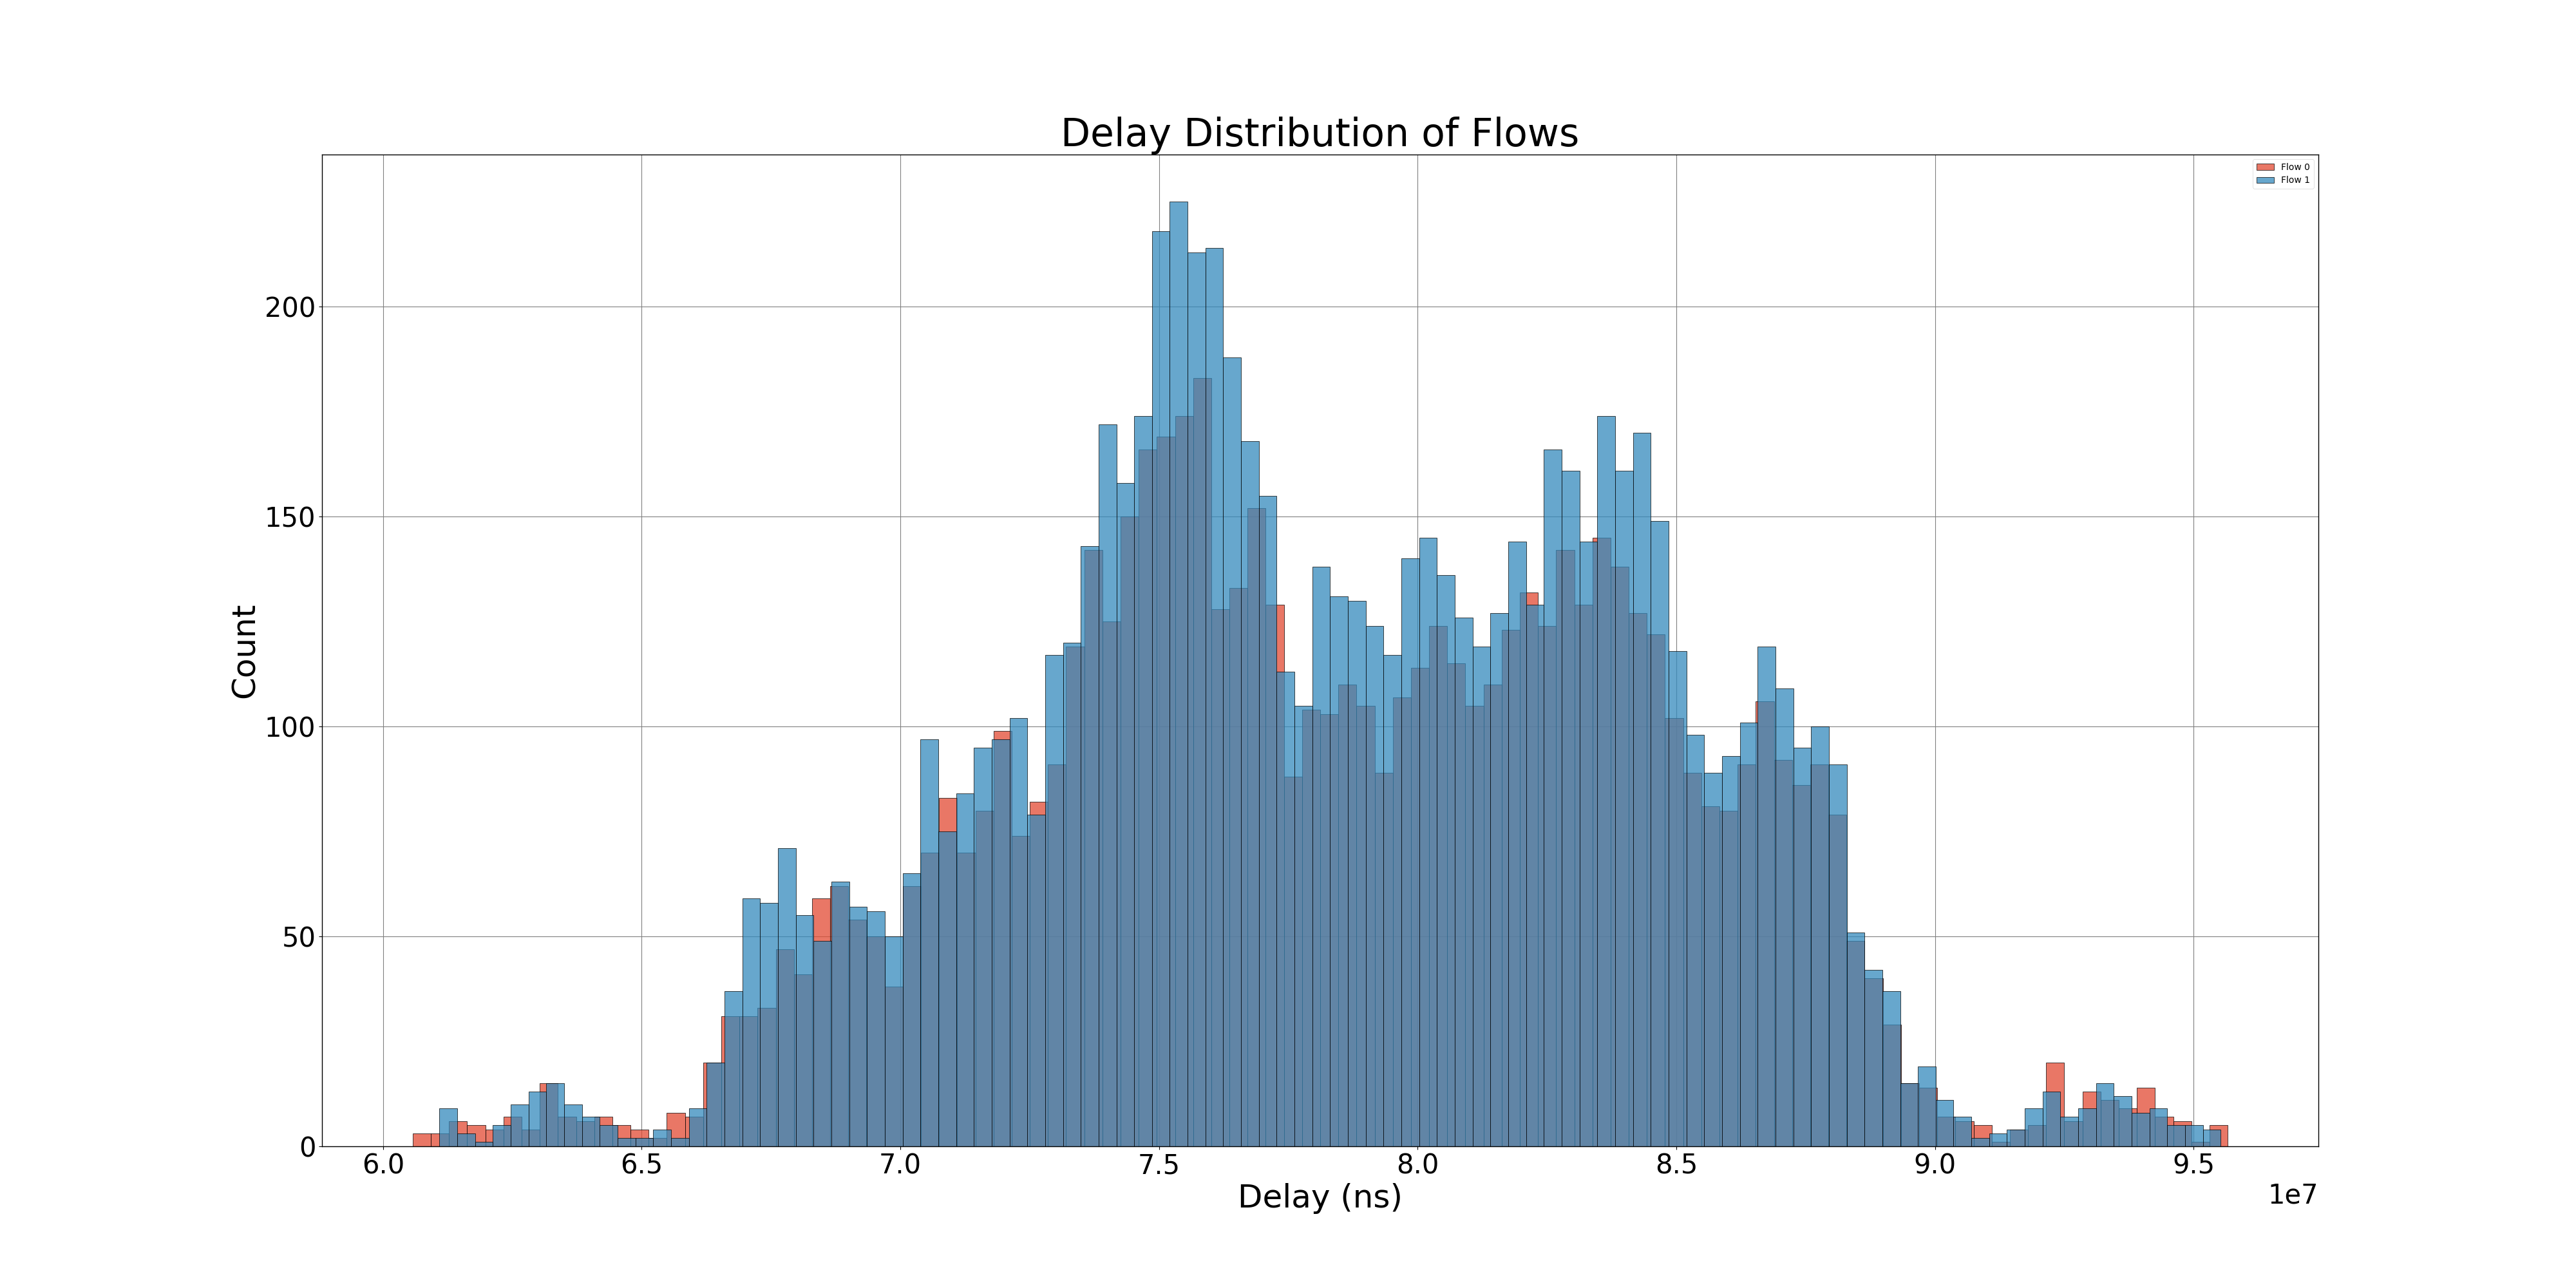 Delay Distribution of Flows
Flow 0
Flow 1
200
150
100
50
0
Count
6.0 6.5 7.0 7.5 8.0 8.5 9.0 9.5
1e7
Delay (ns)